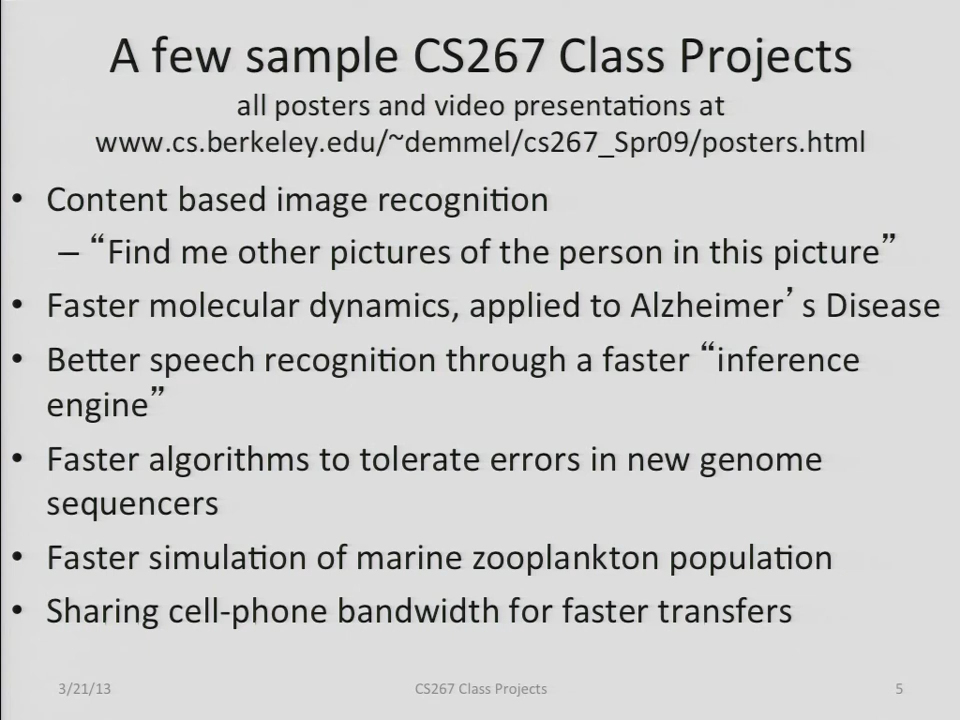 A few sample CS267 Class Projects
all posters and video presentations at
www.cs.berkeley.edu/~demmel/cs267_Spr09/posters.html
• Content based image recognition
– “Find me other pictures of the person in this picture”
• Faster molecular dynamics, applied to Alzheimer’s Disease
• Better speech recognition through a faster “inference
engine”
• Faster algorithms to tolerate errors in new genome
sequencers
• Faster simulation of marine zooplankton population
• Sharing cell-phone bandwidth for faster transfers
3/21/13 CS267 Class Projects 5